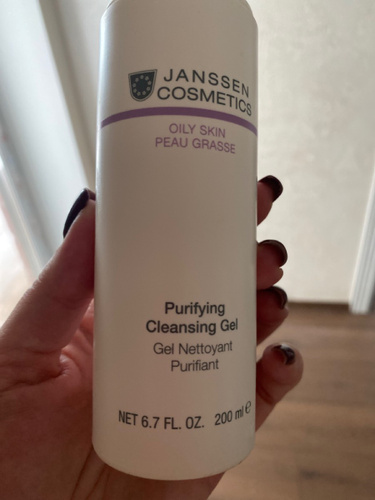 JANSSEN
COSMETICS
OILY SKIN
PEAU GRASSE
Purifying
Cleansing Gel
Gel Nettoyant
Purifiant
NET 6.7 FL. OZ. 200 ml ℮